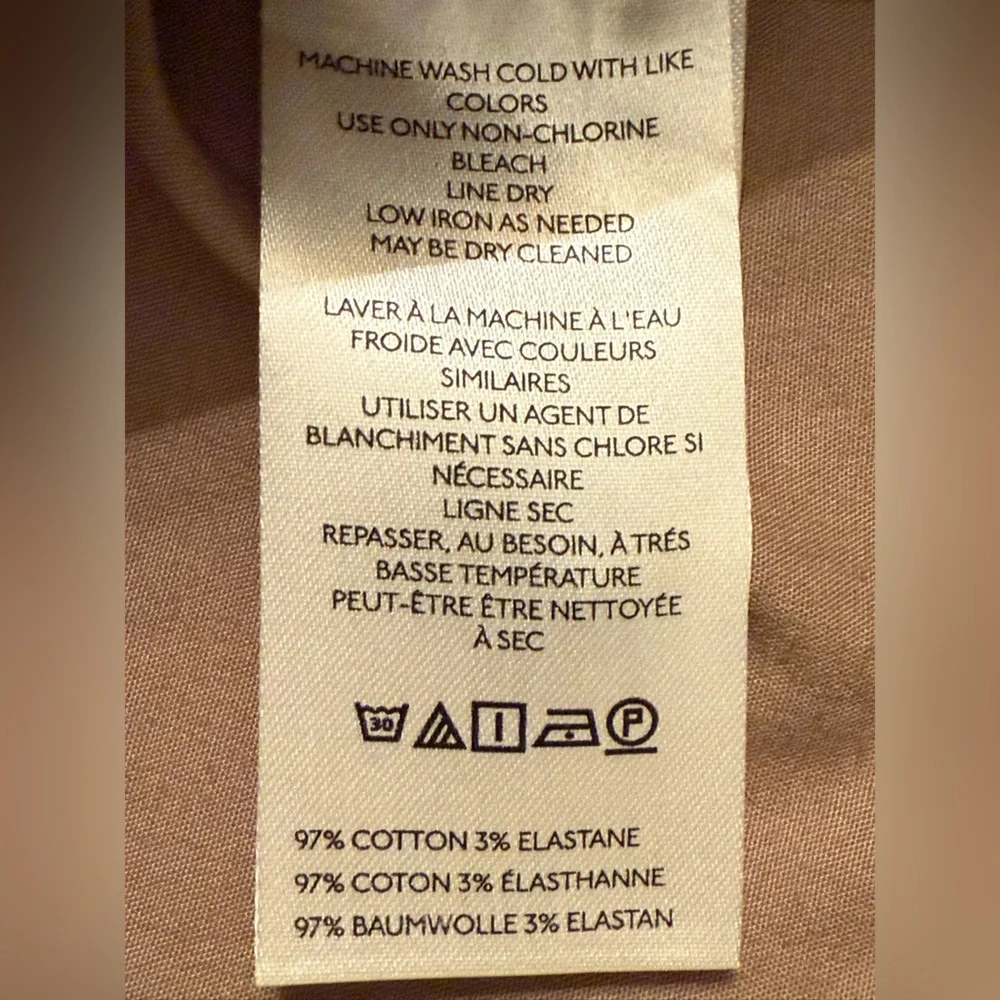 MACHINE WASH COLD WITH LIKE
COLORS
USE ONLY NON-CHLORINE
BLEACH
LINE DRY
LOW IRON AS NEEDED
MAY BE DRY CLEANED
LAVER À LA MACHINE À L'EAU
FROIDE AVEC COULEURS
SIMILAIRES
UTILISER UN AGENT DE
BLANCHIMENT SANS CHLORE SI
NÉCESSAIRE
LIGNE SEC
REPASSER, AU BESOIN, À TRÉS
BASSE TEMPÉRATURE
PEUT-ÊTRE ÊTRE NETTOYÉE
À SEC
30 P
97% COTTON 3% ELASTANE
97% COTON 3% ÉLASTHANNE
97% BAUMWOLLE 3% ELASTAN